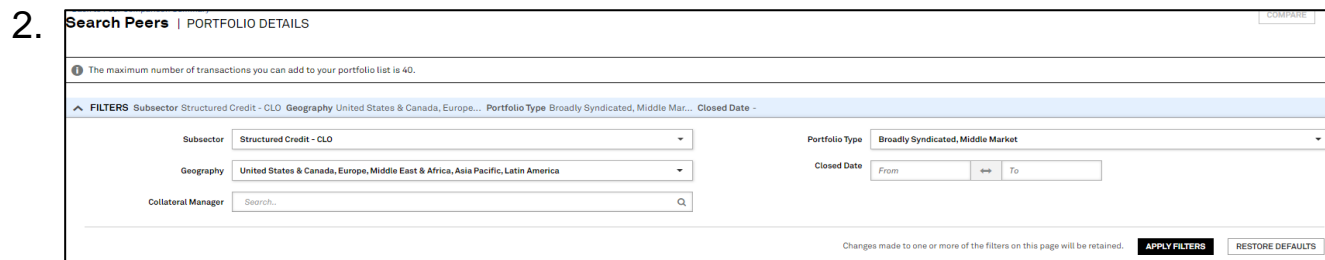 2.
Search Peers | PORTFOLIO DETAILS
COMPARE
The maximum number of transactions you can add to your portfolio list is 40.
FILTERS Subsector Structured Credit - CLO Geography United States & Canada, Europe... Portfolio Type Broadly Syndicated, Middle Mar... Closed Date -
Subsector Structured Credit - CLO
Portfolio Type Broadly Syndicated, Middle Market
Geography United States & Canada, Europe, Middle East & Africa, Asia Pacific, Latin America
Closed Date From To
Collateral Manager Search..
Changes made to one or more of the filters on this page will be retained. APPLY FILTERS RESTORE DEFAULTS